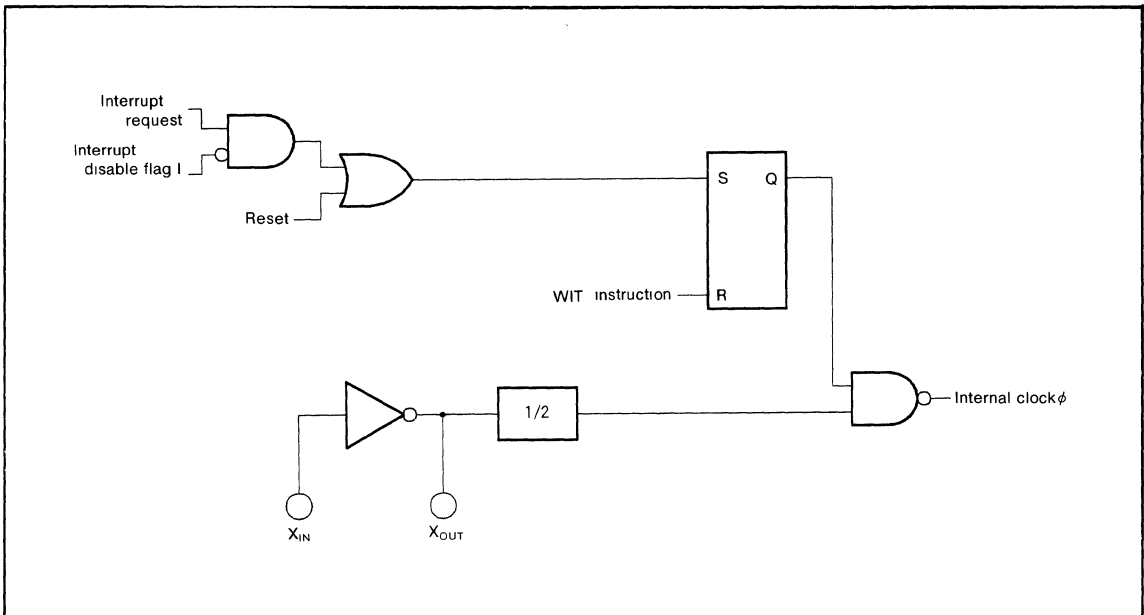 Interrupt
request
Interrupt
disable flag I
Reset
S Q
WIT instruction
R
1/2
Internal clock ϕ
XIN
XOUT